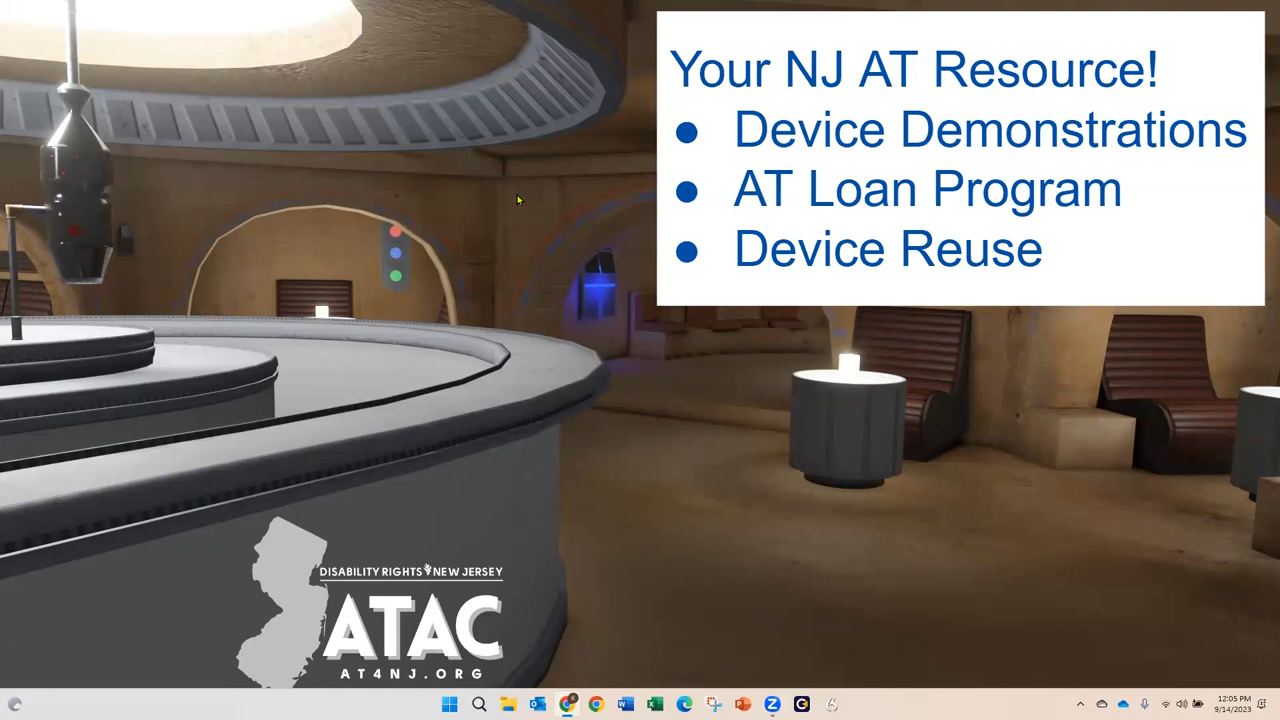 Your NJ AT Resource!
● Device Demonstrations
● AT Loan Program
● Device Reuse
DISABILITY RIGHTS NEW JERSEY
ATAC
AT4NJ.ORG
12:05 PM
9/14/2023